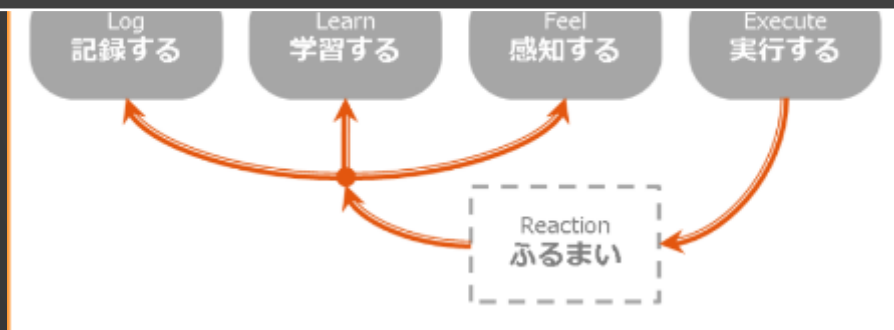 Log
記録する
Learn
学習する
Feel
感知する
Execute
実行する
Reaction
ふるまい